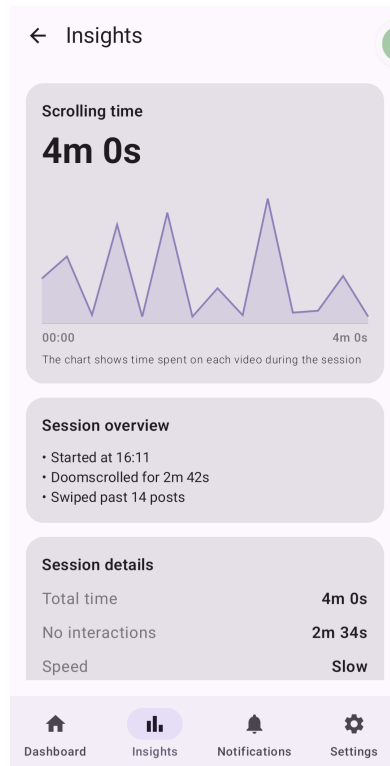 Insights
Scrolling time
4m 0s
00:00 4m 0s
The chart shows time spent on each video during the session
Session overview
• Started at 16:11
• Doomscrolled for 2m 42s
• Swiped past 14 posts
Session details
Total time 4m 0s
No interactions 2m 34s
Speed Slow
Dashboard Insights Notifications Settings